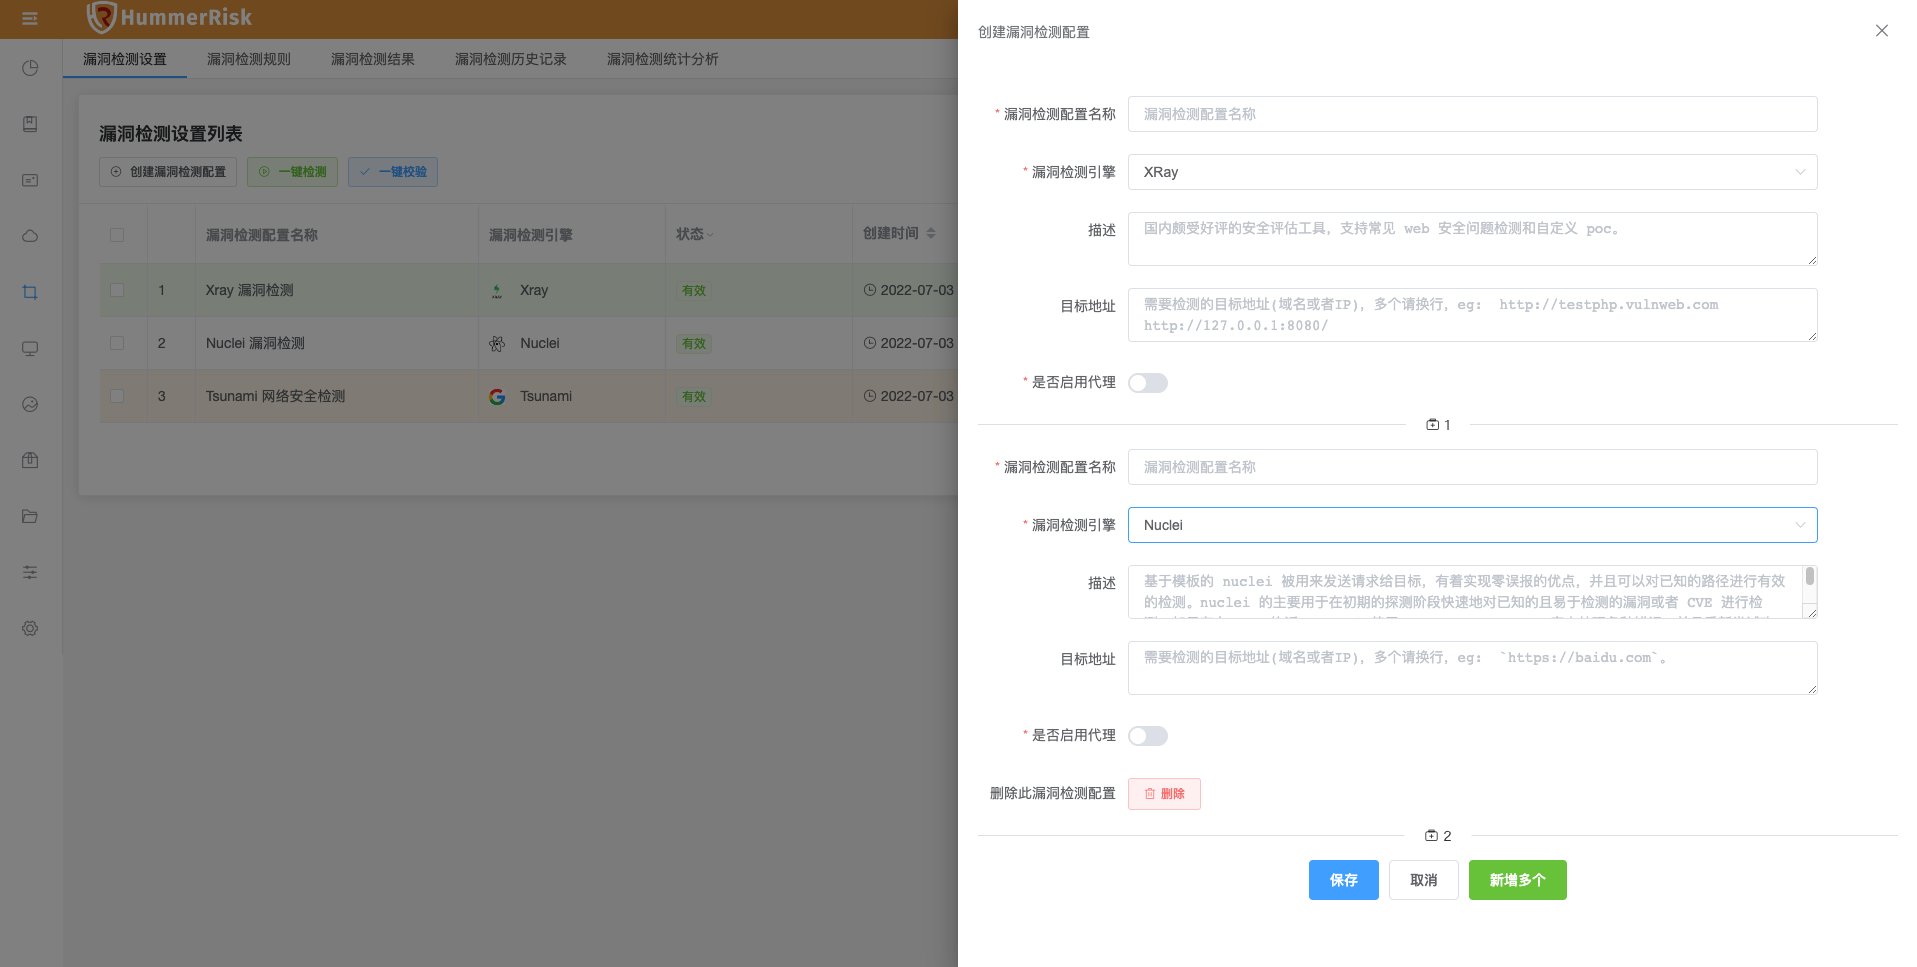 HummerRisk
漏洞检测设置
漏洞检测规则
漏洞检测结果
漏洞检测历史记录
漏洞检测统计分析
漏洞检测设置列表
创建漏洞检测配置
一键检测
一键校验
漏洞检测配置名称
漏洞检测引擎
状态
创建时间
1
Xray 漏洞检测
Xray
有效
2022-07-03
2
Nuclei 漏洞检测
Nuclei
有效
2022-07-03
3
Tsunami 网络安全检测
Tsunami
有效
2022-07-03
创建漏洞检测配置
* 漏洞检测配置名称
漏洞检测配置名称
* 漏洞检测引擎
XRay
描述
国内颇受好评的安全评估工具，支持常见 web 安全问题检测和自定义 poc。
目标地址
需要检测的目标地址(域名或者IP)，多个请换行，eg： http://testphp.vulnweb.com
http://127.0.0.1:8080/
* 是否启用代理
1
* 漏洞检测配置名称
漏洞检测配置名称
* 漏洞检测引擎
Nuclei
描述
基于模板的 nuclei 被用来发送请求给目标，有着实现零误报的优点，并且可以对已知的路径进行有效
的检测。nuclei 的主要用于在初期的探测阶段快速地对已知的且易于检测的漏洞或者 CVE 进行检
目标地址
需要检测的目标地址(域名或者IP)，多个请换行，eg： `https://baidu.com`。
* 是否启用代理
删除此漏洞检测配置
删除
2
保存
取消
新增多个